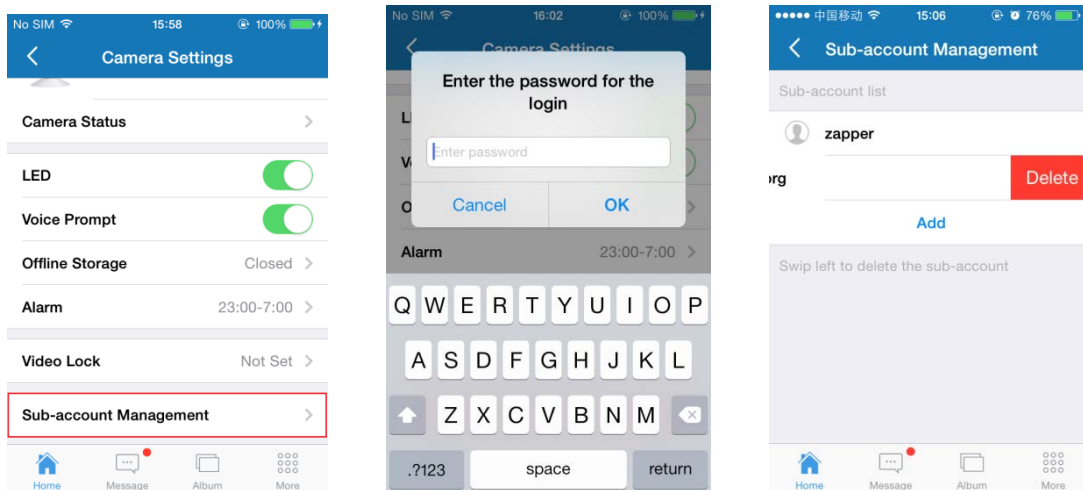 No SIM 15:58 100%
Camera Settings
Camera Status
LED
Voice Prompt
Offline Storage Closed
Alarm 23:00-7:00
Video Lock Not Set
Sub-account Management
Home Message Album More
No SIM 16:02 100%
Camera Settings
Enter the password for the
login
Enter password
Cancel OK
Alarm 23:00-7:00
Q W E R T Y U I O P
A S D F G H J K L
Z X C V B N M
.?123 space return
中国移动 15:06 76%
Sub-account Management
Sub-account list
zapper
org Delete
Add
Swip left to delete the sub-account
Home Message Album More